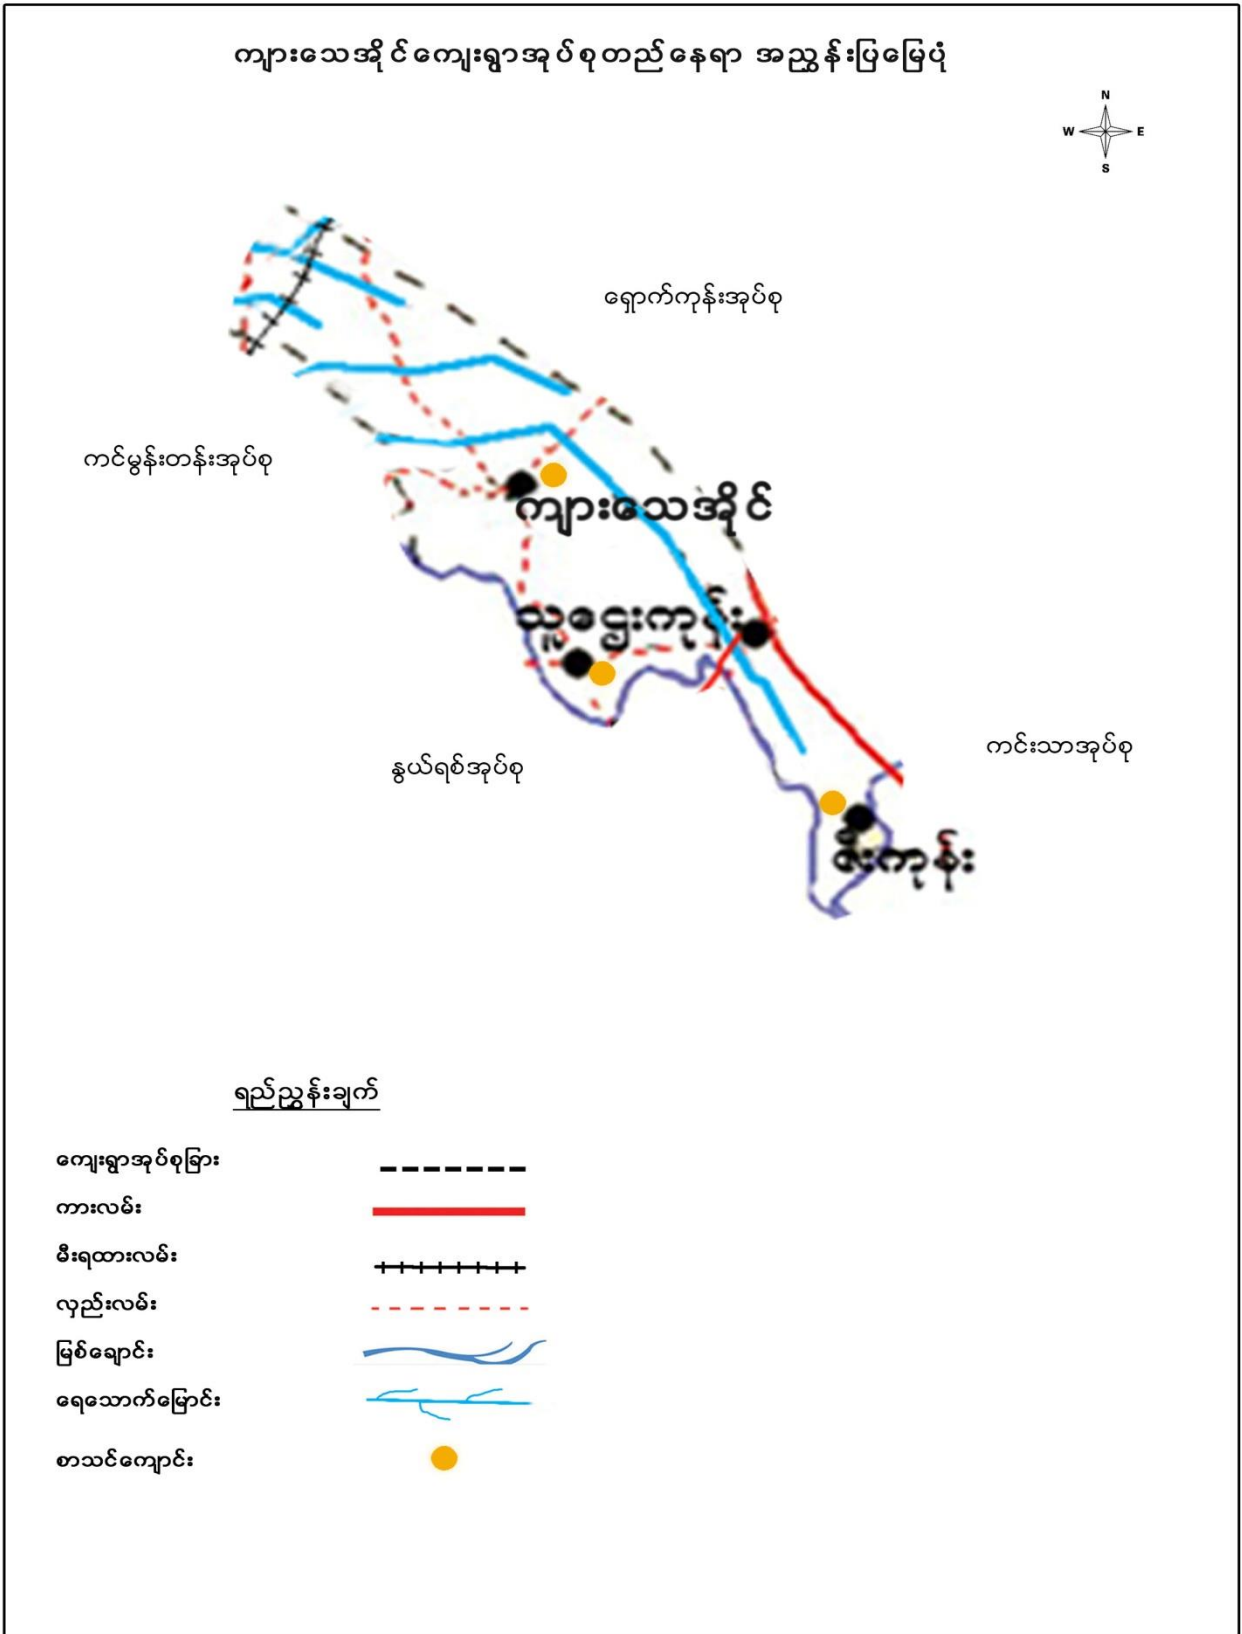 ကျားသေအိုင်ကျေးရွာအုပ်စုတည်နေရာ အညွှန်းပြမြေပုံ
N
W E
S
ရှောက်ကုန်းအုပ်စု
ကင်မွန်းတန်းအုပ်စု
ကျားသေအိုင်
သူဌေးကုန်း
ကင်းသာအုပ်စု
နွယ်ရစ်အုပ်စု
ဇီးကုန်း
ရည်ညွှန်းချက်
ကျေးရွာအုပ်စုခြား
ကားလမ်း
မီးရထားလမ်း
လှည်းလမ်း
မြစ်ချောင်း
ရေသောက်မြောင်း
စာသင်ကျောင်း